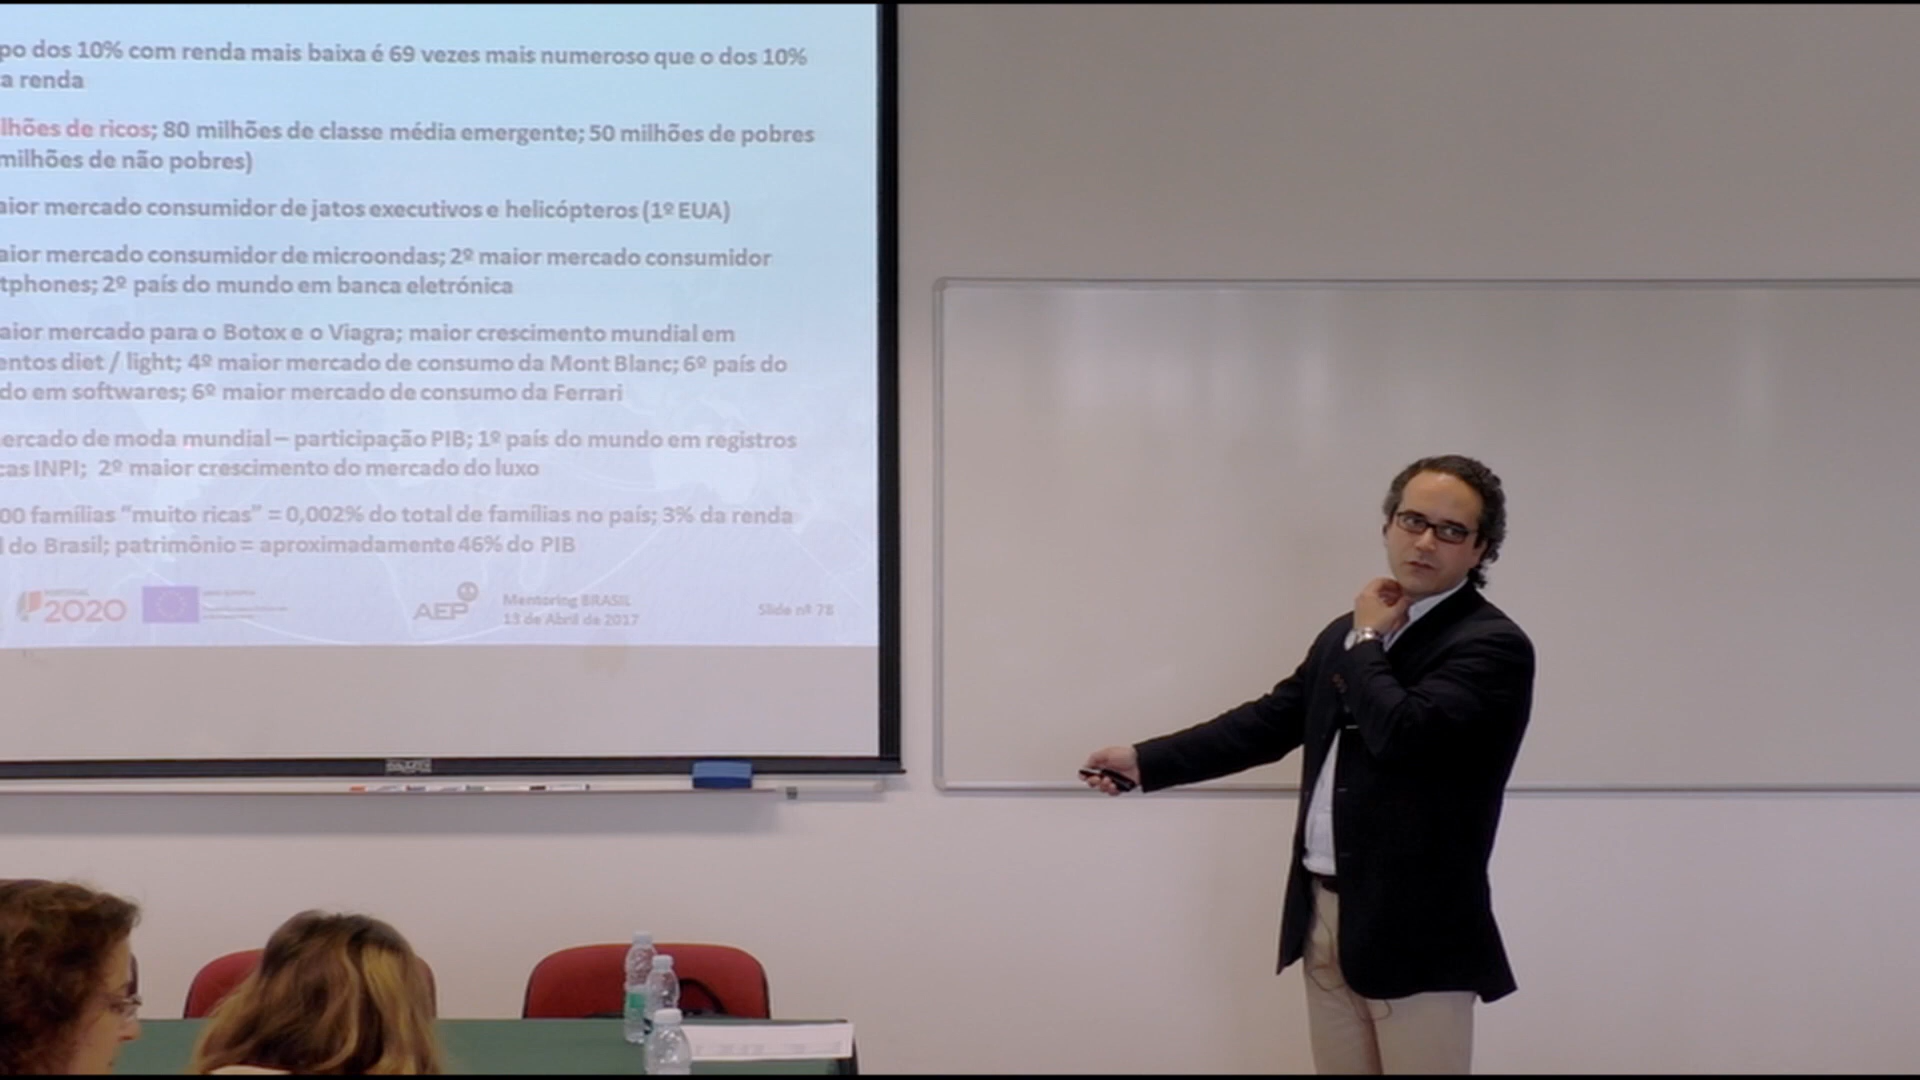 po dos 10% com renda mais baixa é 69 vezes mais numeroso que o dos 10%
a renda
lhões de ricos; 80 milhões de classe média emergente; 50 milhões de pobres
milhões de não pobres)
aior mercado consumidor de jatos executivos e helicópteros (1º EUA)
aior mercado consumidor de microondas; 2º maior mercado consumidor
tphones; 2º país do mundo em banca eletrónica
aior mercado para o Botox e o Viagra; maior crescimento mundial em
entos diet / light; 4º maior mercado de consumo da Mont Blanc; 6º país do
do em softwares; 6º maior mercado de consumo da Ferrari
ercado de moda mundial – participação PIB; 1º país do mundo em registros
cas INPI; 2º maior crescimento do mercado do luxo
00 famílias “muito ricas” = 0,002% do total de famílias no país; 3% da renda
l do Brasil; patrimônio = aproximadamente 46% do PIB
PORTUGAL
2020
AEP
Mentoring BRASIL
13 de Abril de 2017
Slide nº 78